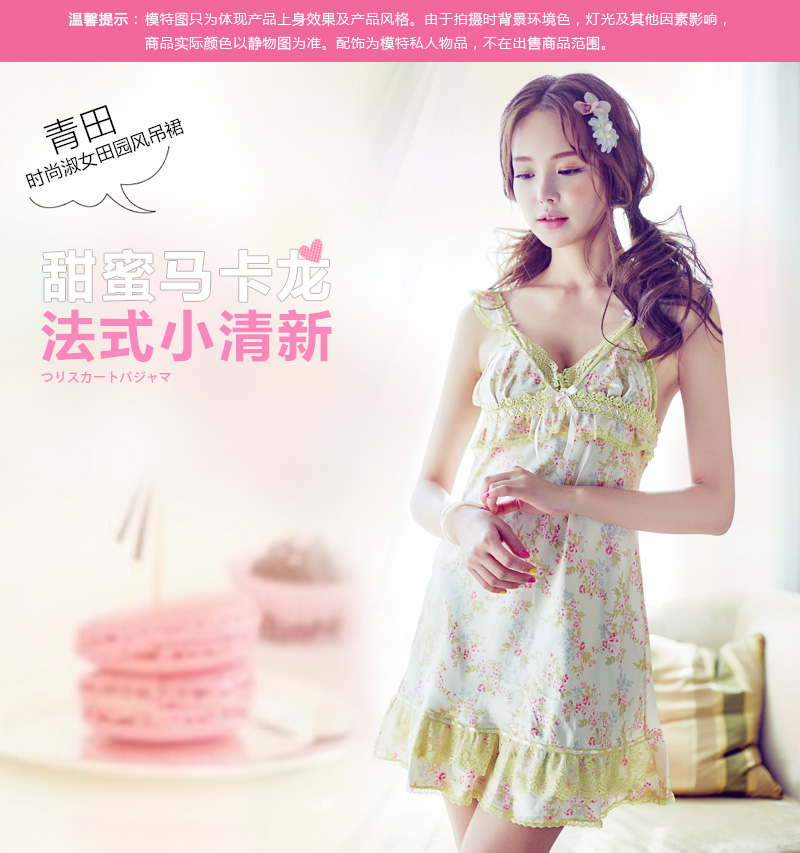 温馨提示：模特图只为体现产品上身效果及产品风格。由于拍摄时背景环境色，灯光及其他因素影响，
商品实际颜色以静物图为准。配饰为模特私人物品，不在出售商品范围。
青田
时尚淑女田园风吊裙
甜蜜马卡龙
法式小清新
つりスカートパジャマ